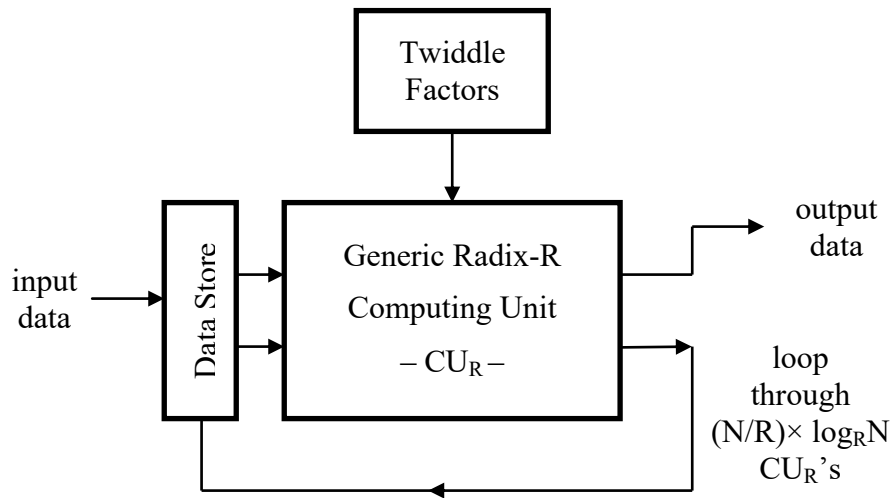 Twiddle
Factors
input
data
Data Store
Generic Radix-R
Computing Unit
– CU_R –
output
data
loop
through
(N/R)× log_RN
CU_R’s